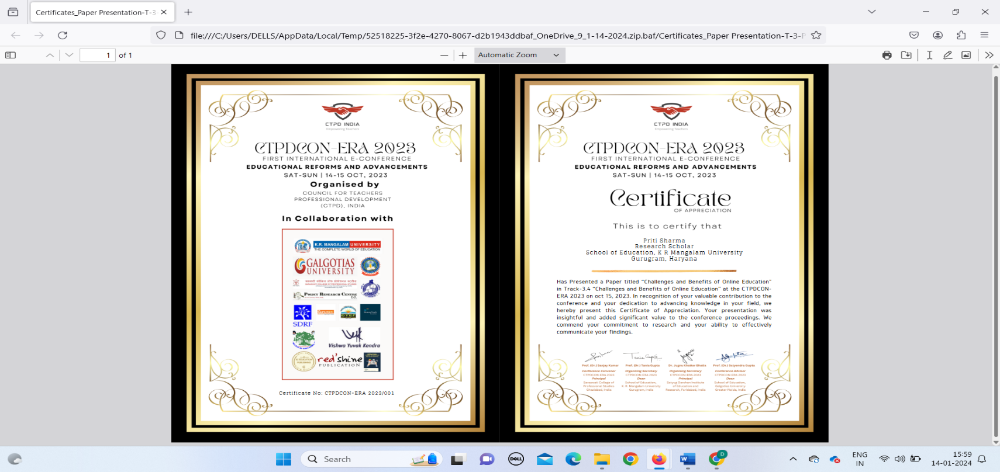 Certificates_Paper Presentation-T-3-
file:///C:/Users/DELLS/AppData/Local/Temp/52518225-3f2e-4270-8067-d2b1943ddbaf_OneDrive_9_1-14-2024.zip.baf/Certificates_Paper Presentation-T-3-P
1 of 1
Automatic Zoom
CTPD INDIA
Empowering Teachers
CTPDCON-ERA 2023
FIRST INTERNATIONAL E-CONFERENCE
EDUCATIONAL REFORMS AND ADVANCEMENTS
SAT-SUN | 14-15 OCT, 2023
Organised by
COUNCIL FOR TEACHERS
PROFESSIONAL DEVELOPMENT
(CTPD), INDIA
In Collaboration with
K.R. MANGALAM UNIVERSITY
THE COMPLETE WORLD OF EDUCATION
GALGOTIAS
UNIVERSITY
POLICY RESEARCH CENTRE
SDRF
Vishwa Yuvak Kendra
red'shine
PUBLICATION
Certificate No: CTPDCON-ERA 2023/001
CTPD INDIA
Empowering Teachers
CTPDCON-ERA 2023
FIRST INTERNATIONAL E-CONFERENCE
EDUCATIONAL REFORMS AND ADVANCEMENTS
SAT-SUN | 14-15 OCT, 2023
Certificate
OF APPRECIATION
This is to certify that
Priti Sharma
Research Scholar
School of Education, K R Mangalam University
Gurugram, Haryana
Has Presented a Paper titled “Challenges and Benefits of Online Education”
in Track-3.4 “Challenges and Benefits of Online Education” at the CTPDCON-
ERA 2023 on oct 15, 2023. In recognition of your valuable contribution to the
conference and your dedication to advancing knowledge in your field, we
hereby present this Certificate of Appreciation. Your presentation was
insightful and added significant value to the conference proceedings. We
commend your commitment to research and your ability to effectively
communicate your findings.
Tania Gupta
Prof. (Dr.) Sanjay Kumar Prof. (Dr.) Tania Gupta Dr. Jugnu Khatter Bhatia Prof. (Dr.) Satyendra Gupta
Conference Convenor Organising Secretary Organising Secretary Conference Advisor
CTPDCON-ERA 2023 CTPDCON-ERA 2023 CTPDCON-ERA 2023 CTPDCON-ERA 2023
Principal Dean Principal Dean
Saraswati College of School of Education, Satyug Darshan Institute School of Education,
Professional Studies K. R. Mangalam University of Education and Galgotias University
Ghaziabad, India Gurugram, India Research, Faridabad, India Greater Noida, India
Search
DELL
D
ENG
IN
15:59
14-01-2024